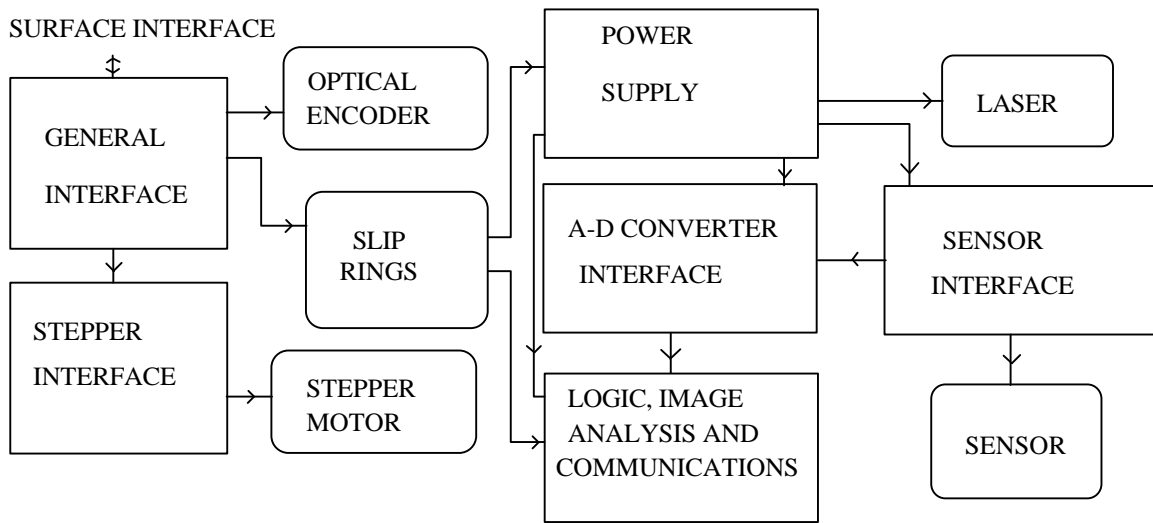 SURFACE INTERFACE
GENERAL
INTERFACE
OPTICAL
ENCODER
SLIP
RINGS
STEPPER
INTERFACE
STEPPER
MOTOR
POWER
SUPPLY
A-D CONVERTER
INTERFACE
LOGIC, IMAGE
ANALYSIS AND
COMMUNICATIONS
LASER
SENSOR
INTERFACE
SENSOR